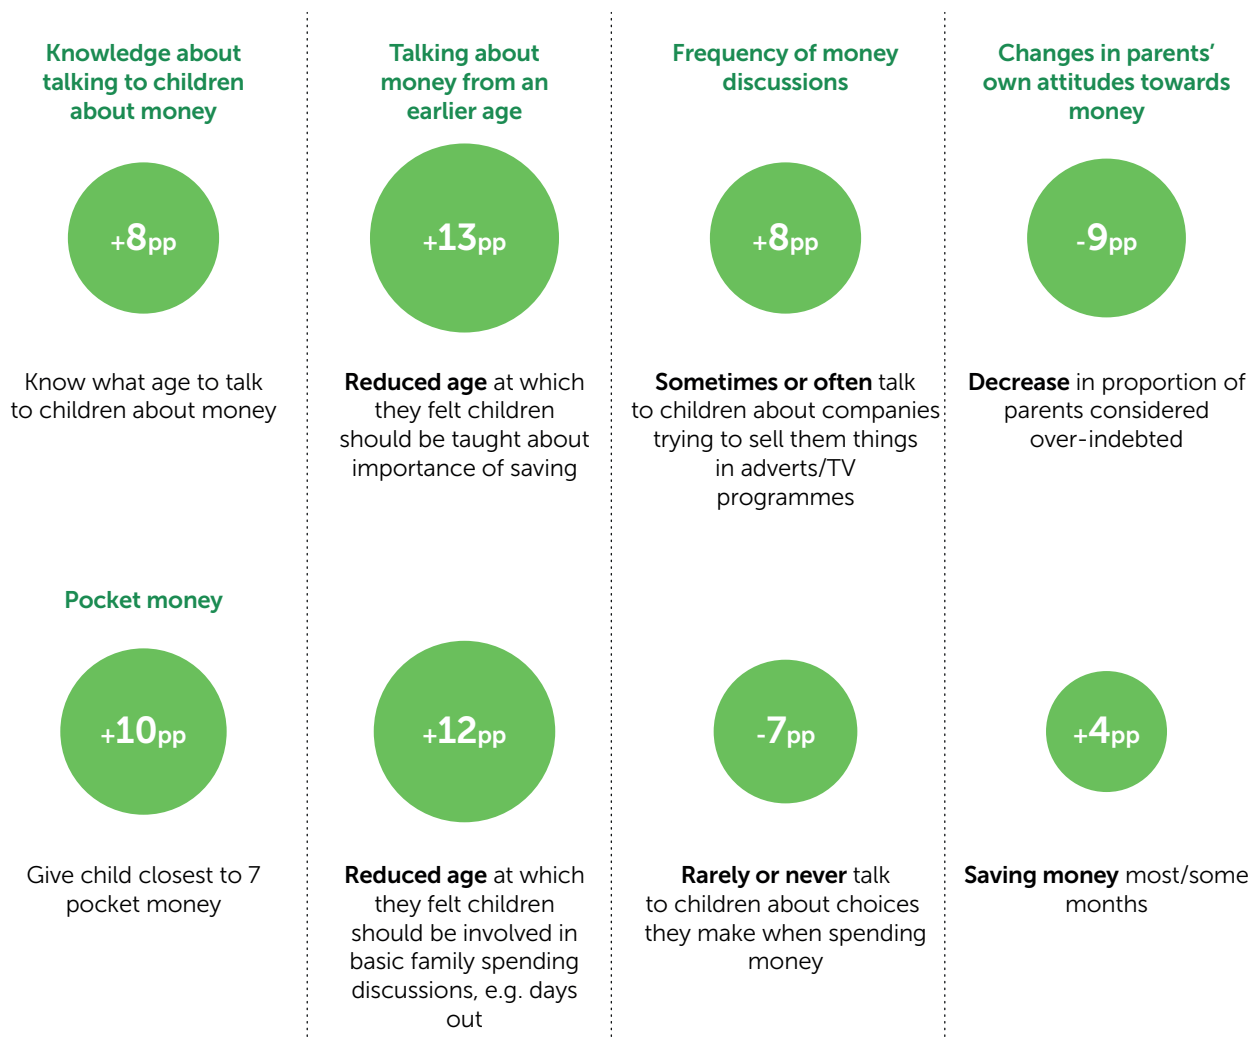 Knowledge about
talking to children
about money
+8pp
Know what age to talk
to children about money
Pocket money
+10pp
Give child closest to 7
pocket money
Talking about
money from an
earlier age
+13pp
Reduced age at which
they felt children
should be taught about
importance of saving
+12pp
Reduced age at which
they felt children
should be involved in
basic family spending
discussions, e.g. days
out
Frequency of money
discussions
+8pp
Sometimes or often talk
to children about companies
trying to sell them things
in adverts/TV
programmes
-7pp
Rarely or never talk
to children about choices
they make when spending
money
Changes in parents’
own attitudes towards
money
-9pp
Decrease in proportion of
parents considered
over-indebted
+4pp
Saving money most/some
months